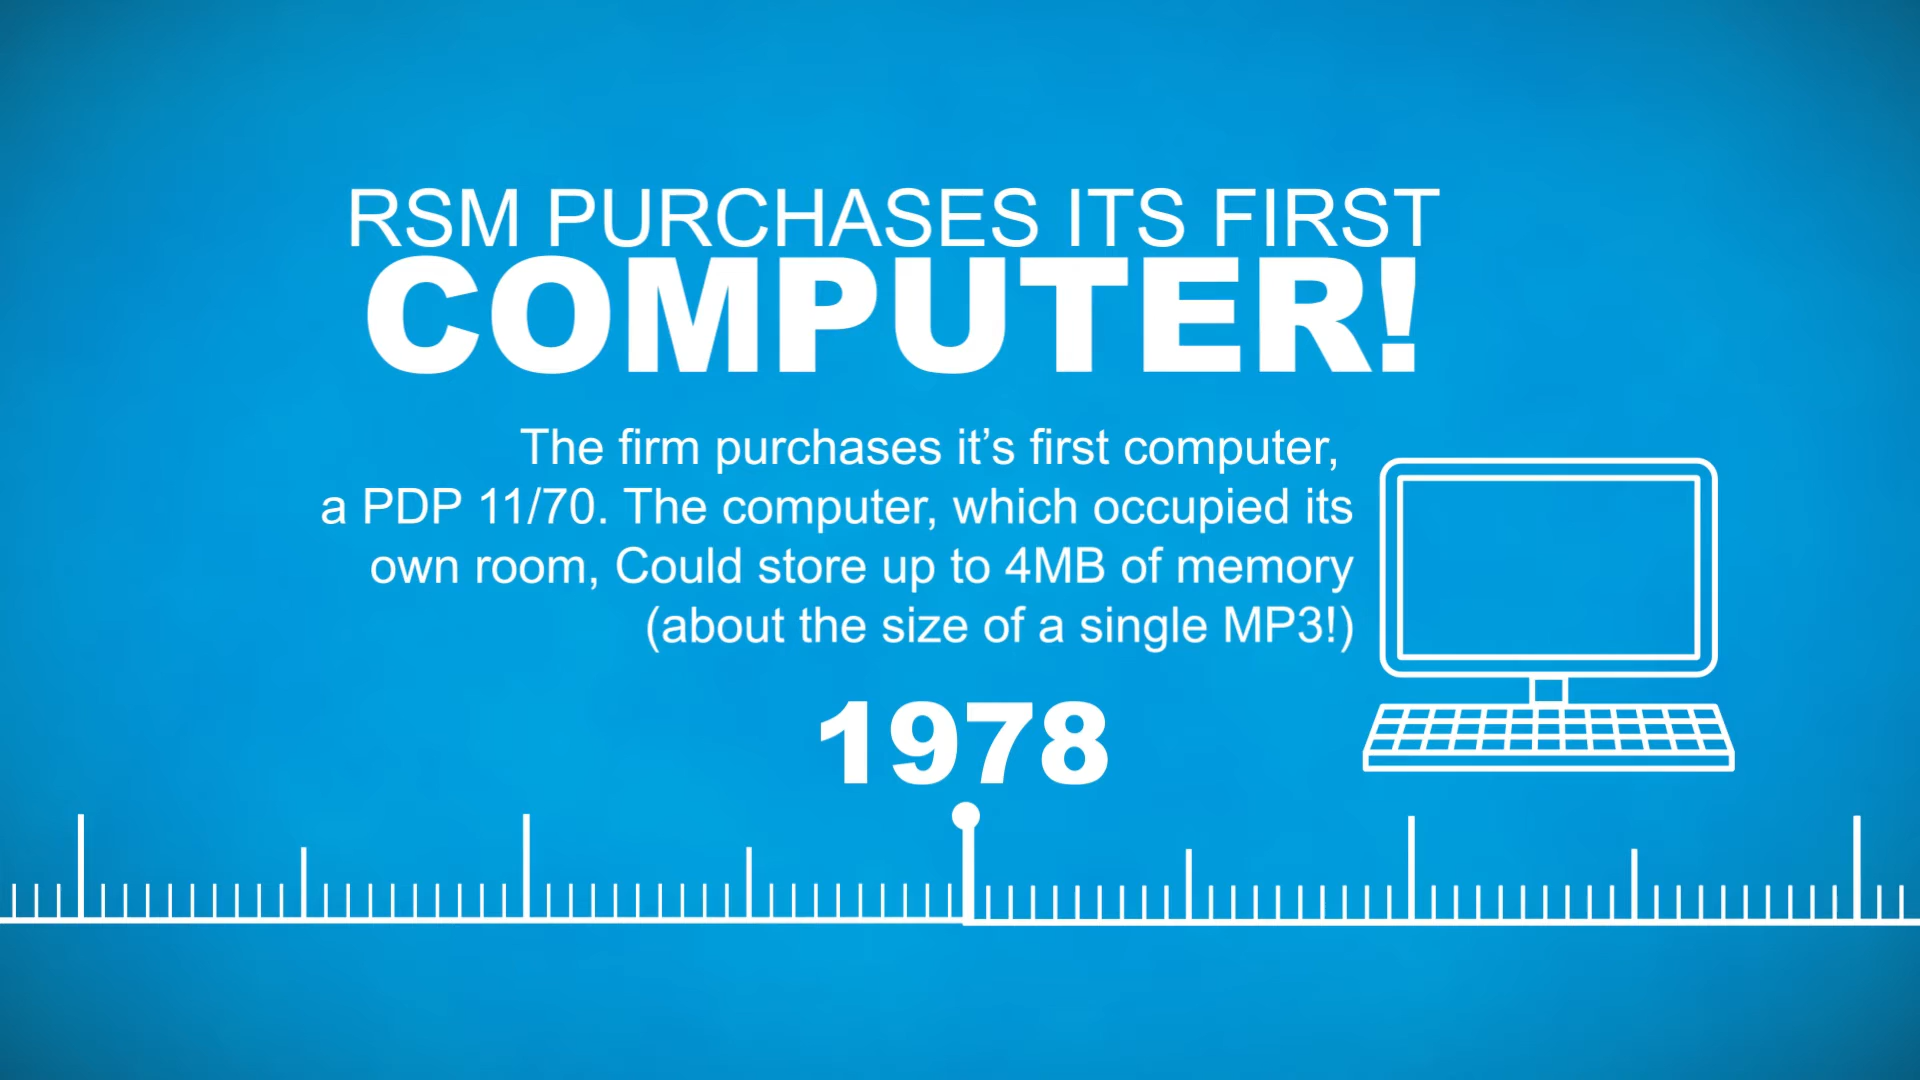 RSM PURCHASES ITS FIRST
COMPUTER!
The firm purchases it’s first computer,
a PDP 11/70. The computer, which occupied its
own room, Could store up to 4MB of memory
(about the size of a single MP3!)
1978